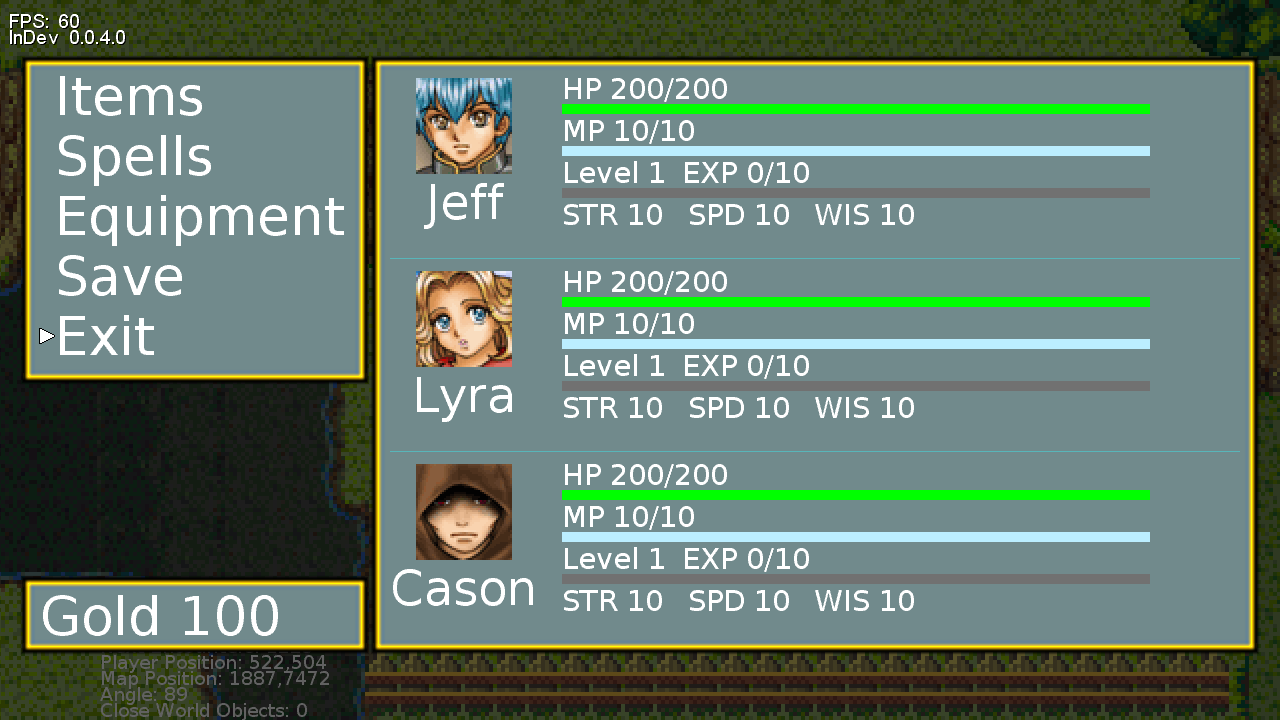 FPS: 60
InDev 0.0.4.0
Items
Spells
Equipment
Save
Exit
Gold 100
HP 200/200
MP 10/10
Level 1 EXP 0/10
STR 10 SPD 10 WIS 10
Jeff
HP 200/200
MP 10/10
Level 1 EXP 0/10
STR 10 SPD 10 WIS 10
Lyra
HP 200/200
MP 10/10
Level 1 EXP 0/10
STR 10 SPD 10 WIS 10
Cason
Player Position: 522,504
Map Position: 1887,7472
Angle: 89
Close World Objects: 0